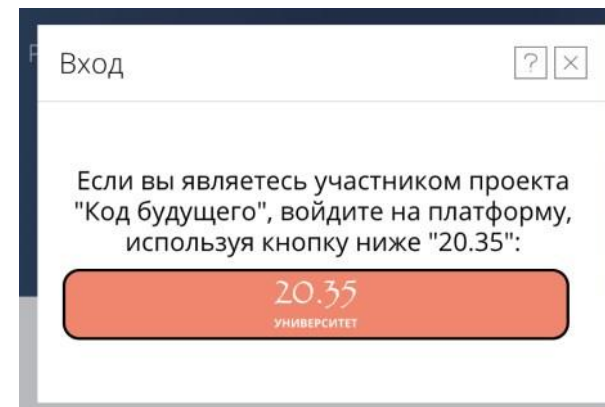 Вход
Если вы являетесь участником проекта
"Код будущего", войдите на платформу,
используя кнопку ниже "20.35":
20.35
УНИВЕРСИТЕТ